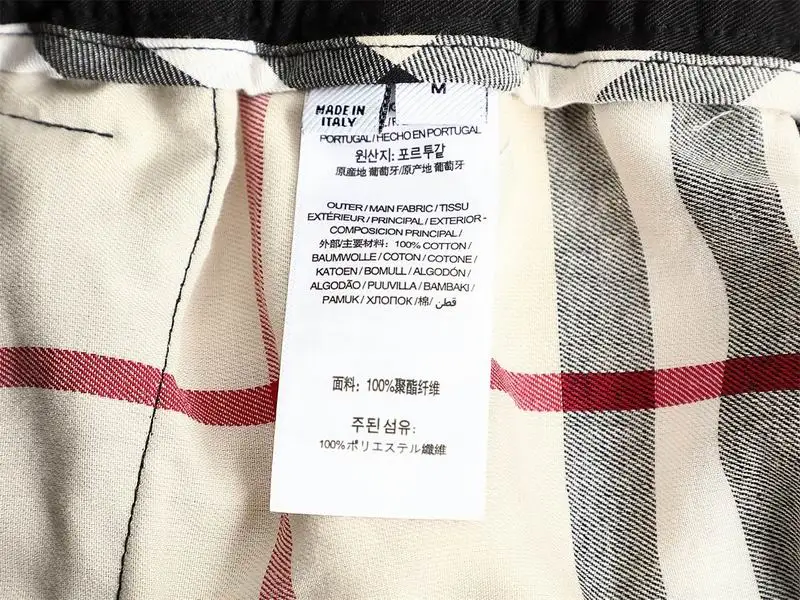 M
MADE IN
ITALY
PORTUGAL/HECHO EN PORTUGAL
원산지: 포르투갈
原産地 葡萄牙/原产地 葡萄牙
OUTER / MAIN FABRIC / TISSU
EXTÉRIEUR / PRINCIPAL / EXTERIOR -
COMPOSICION PRINCIPAL /
外部/主要材料: 100% COTTON /
BAUMWOLLE / COTON / COTONE /
KATOEN / BOMULL / ALGODÓN /
ALGODÃO / PUUVILLA / BAMBAKI /
PAMUK / ХЛОПОК /棉/ قطن
面料: 100%聚酯纤维
주된 섬유:
100%ポリエステル繊維